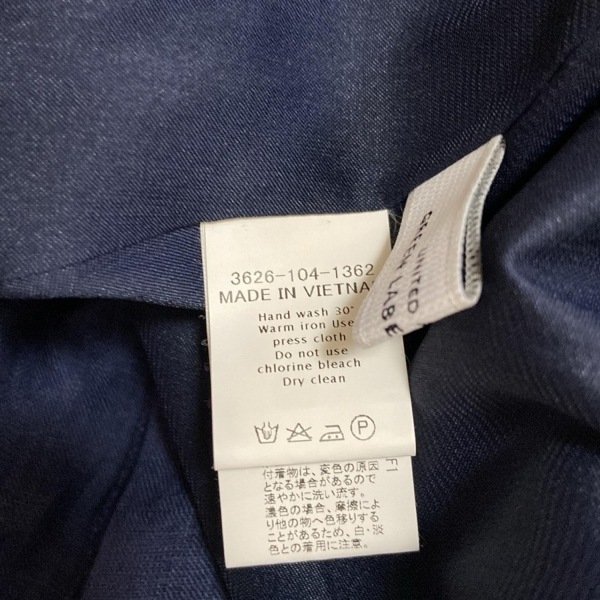 3626-104-1362
MADE IN VIETNA
Hand wash 30°
Warm iron Use
press cloth
Do not use
chlorine bleach
Dry clean
P
UNITED
GREEN LABE
F1
付着物は、変色の原因
となる場合があるので
速やかに洗い流す。
濃色の場合、摩擦によ
り他の物へ色移りする
ことがあるため、白・淡
色との着用に注意。